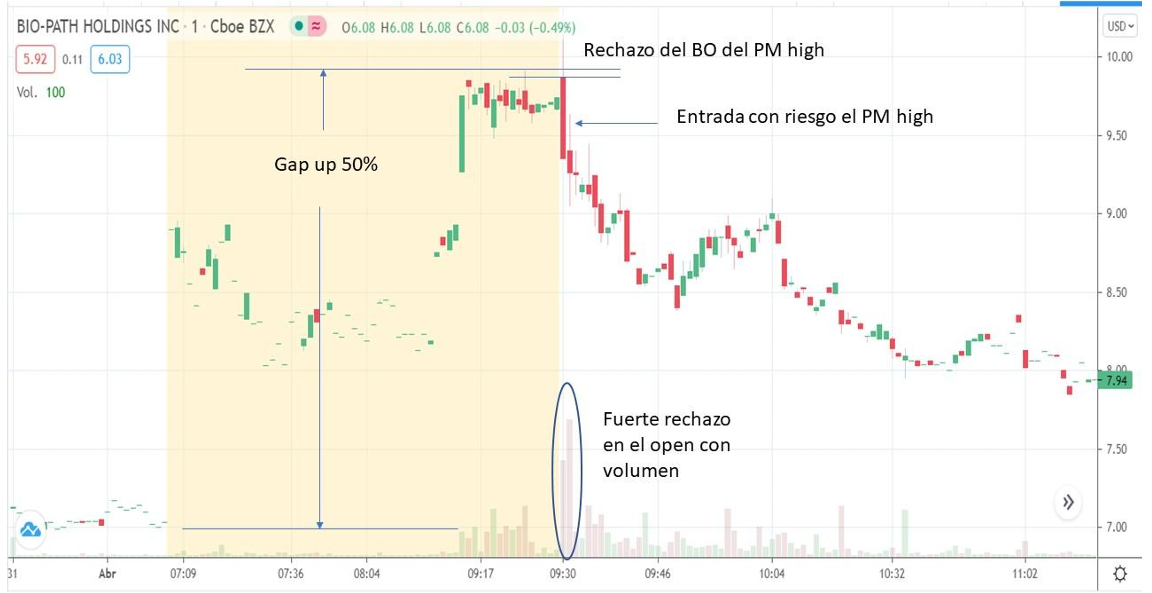 BIO-PATH HOLDINGS INC · 1 · Cboe BZX O6.08 H6.08 L6.08 C6.08 −0.03 (−0.49%)
USD
5.92 0.11 6.03
Vol. 100
Rechazo del BO del PM high
10.00
Entrada con riesgo el PM high
9.50
Gap up 50%
9.00
8.50
8.00
7.94
Fuerte rechazo
en el open con
volumen
7.50
7.00
31 Abr 07:09 07:36 08:04 09:17 09:30 09:46 10:04 10:32 11:02